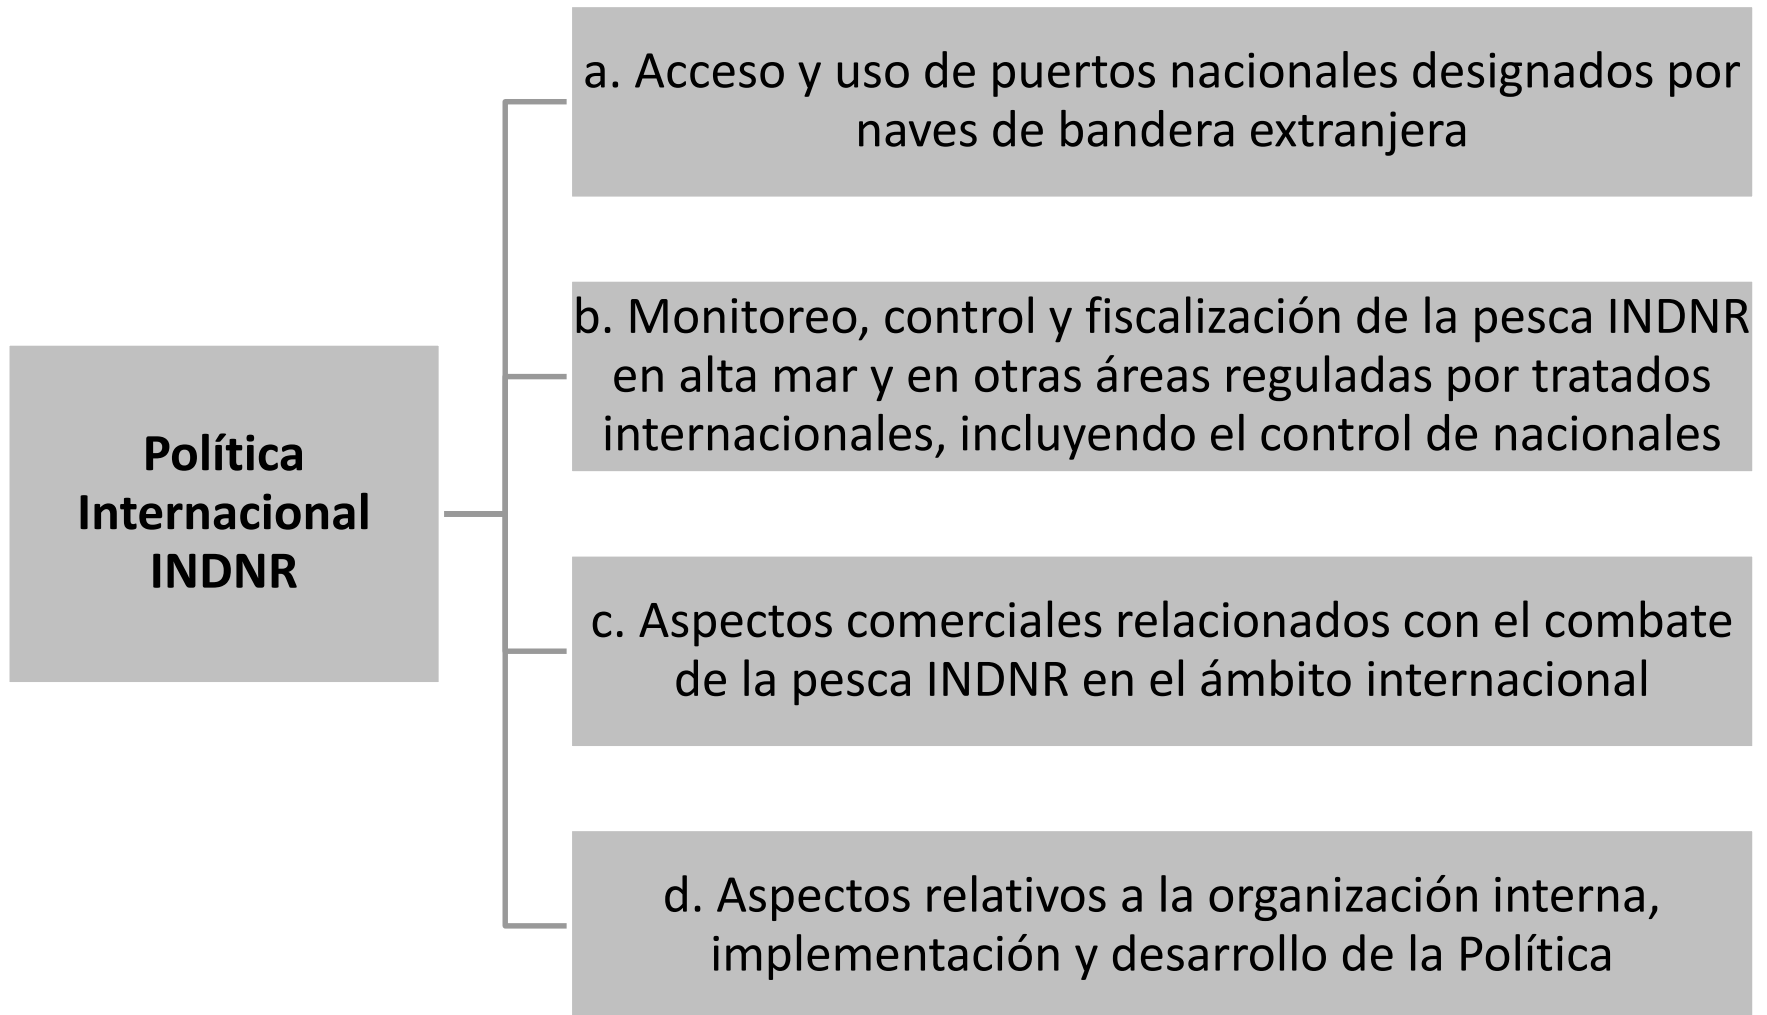 Política
Internacional
INDNR
a. Acceso y uso de puertos nacionales designados por
naves de bandera extranjera
b. Monitoreo, control y fiscalización de la pesca INDNR
en alta mar y en otras áreas reguladas por tratados
internacionales, incluyendo el control de nacionales
c. Aspectos comerciales relacionados con el combate
de la pesca INDNR en el ámbito internacional
d. Aspectos relativos a la organización interna,
implementación y desarrollo de la Política